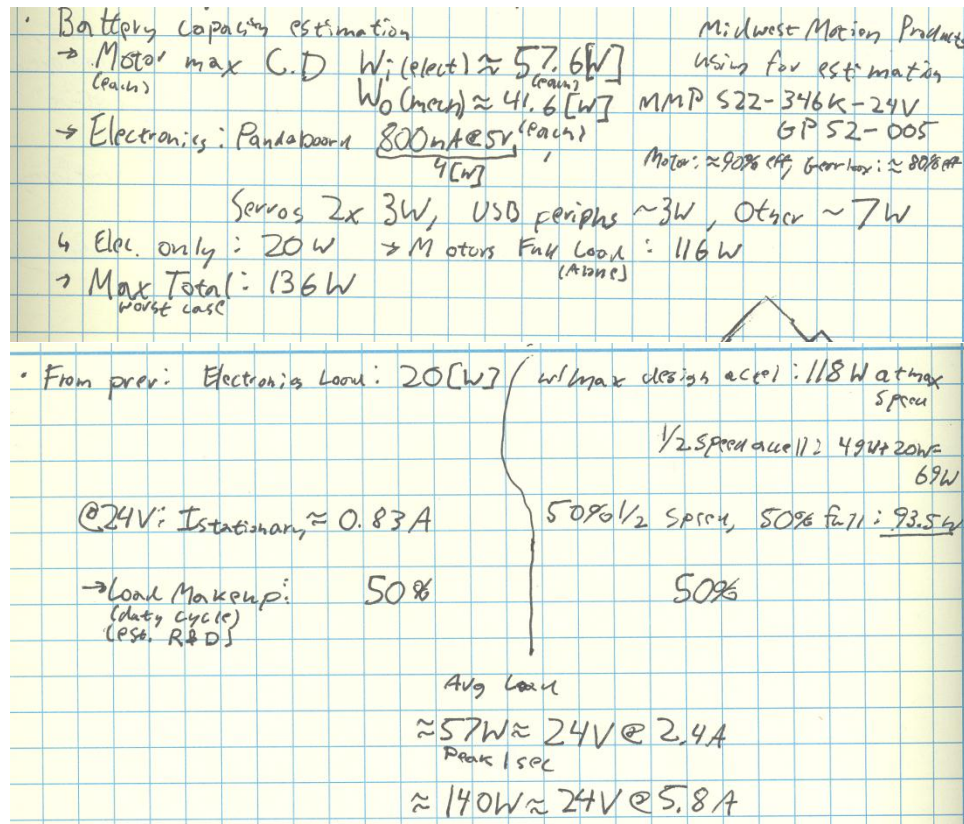 · Battery capacity estimation
Midwest Motion Products
→ Motor max C.D Wi(elect) ≈ 57.6[W]
(each) (each)
using for estimation
Wo(mech) ≈ 41.6[W]
(each)
MMP S22-346K-24V
GP52-005
→ Electronics: Pandaboard 800mA@5V,
4[W]
Motor: ≈90% eff, Gearbox: ≈80% eff
Servos 2x 3W, USB periphs ~3W, Other ~7W
↳ Elec. only: 20W → Motors Full Load: 116W
(Alone)
→ Max Total: 136W
worst case
· From prev: Electronics Load: 20[W]
w/max design accel: 118W at max
speed
1/2 speed accel: 49W+20W=
69W
@24V: Istationary ≈ 0.83A
50% 1/2 speed, 50% full: 93.5W
→ Load Makeup: 50% 50%
(duty cycle)
(est. R&D)
Avg Load
≈57W≈ 24V@2.4A
Peak 1sec
≈140W≈24V@5.8A